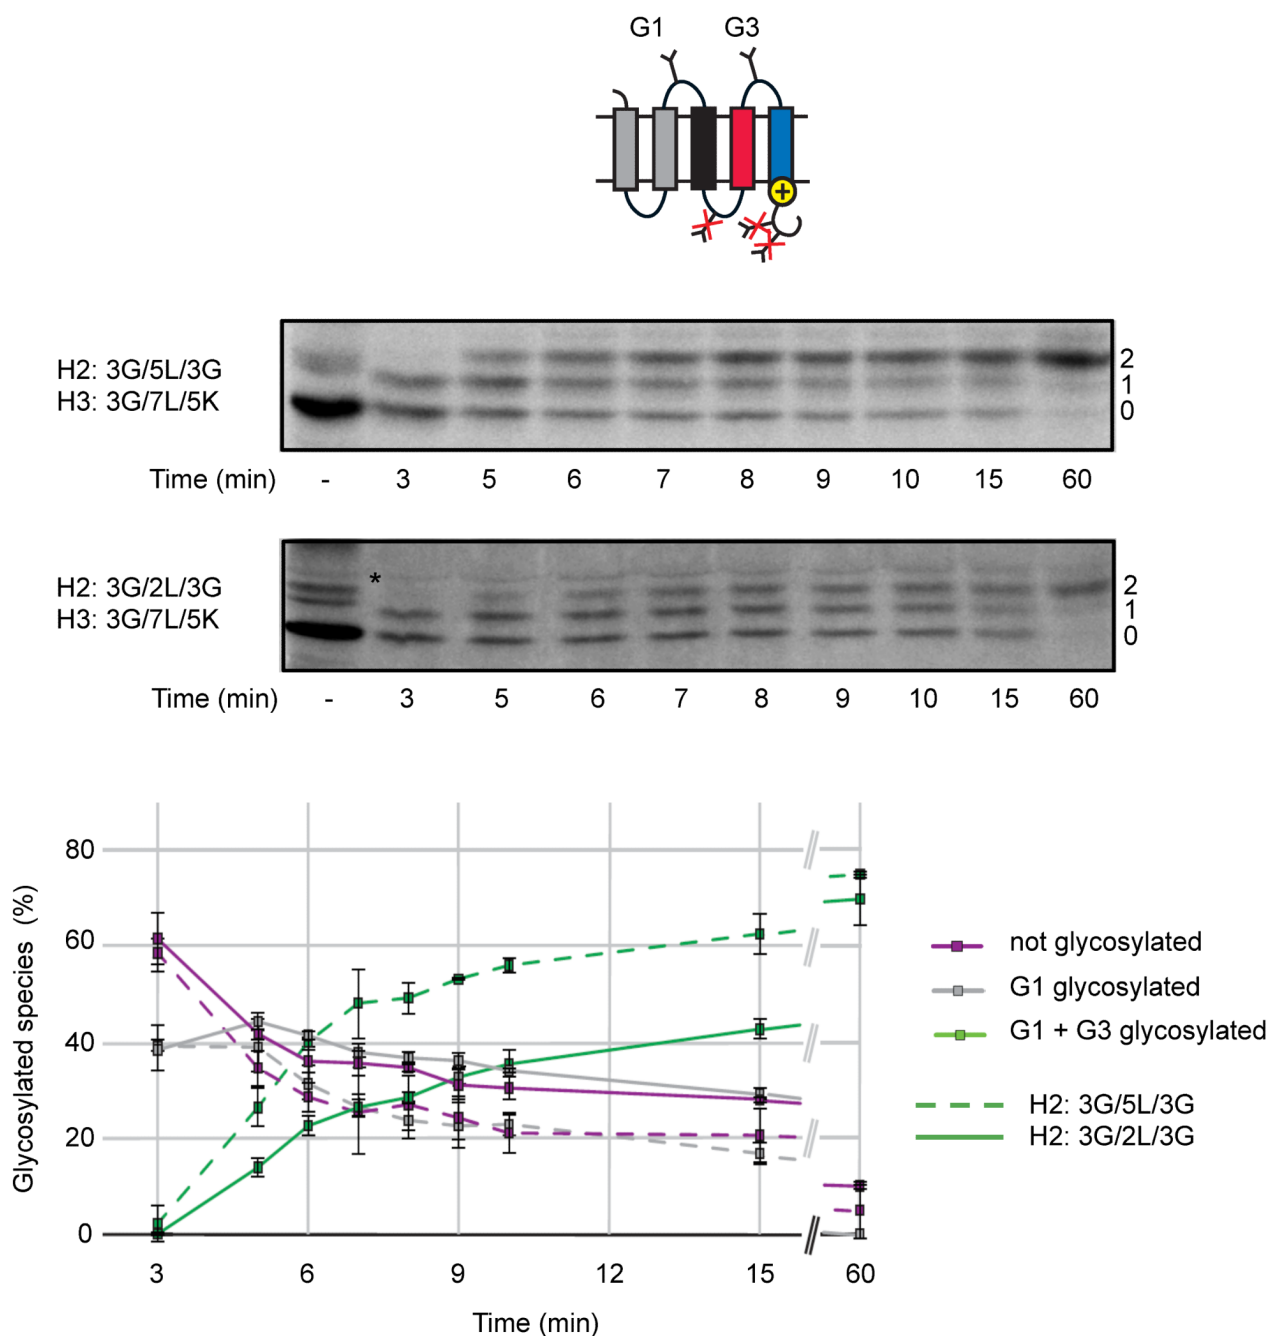 G1 G3
+
H2: 3G/5L/3G
H3: 3G/7L/5K
2
1
0
Time (min) - 3 5 6 7 8 9 10 15 60
*
H2: 3G/2L/3G
H3: 3G/7L/5K
2
1
0
Time (min) - 3 5 6 7 8 9 10 15 60
Glycosylated species (%)
80
60
40
20
0
3 6 9 12 15 60
Time (min)
not glycosylated
G1 glycosylated
G1 + G3 glycosylated
H2: 3G/5L/3G
H2: 3G/2L/3G